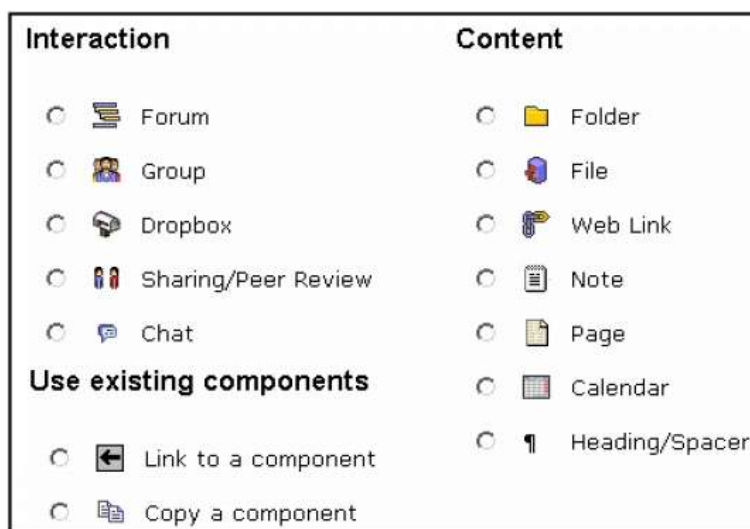 Interaction
Forum
Group
Dropbox
Sharing/Peer Review
Chat
Use existing components
Link to a component
Copy a component
Content
Folder
File
Web Link
Note
Page
Calendar
¶ Heading/Spacer